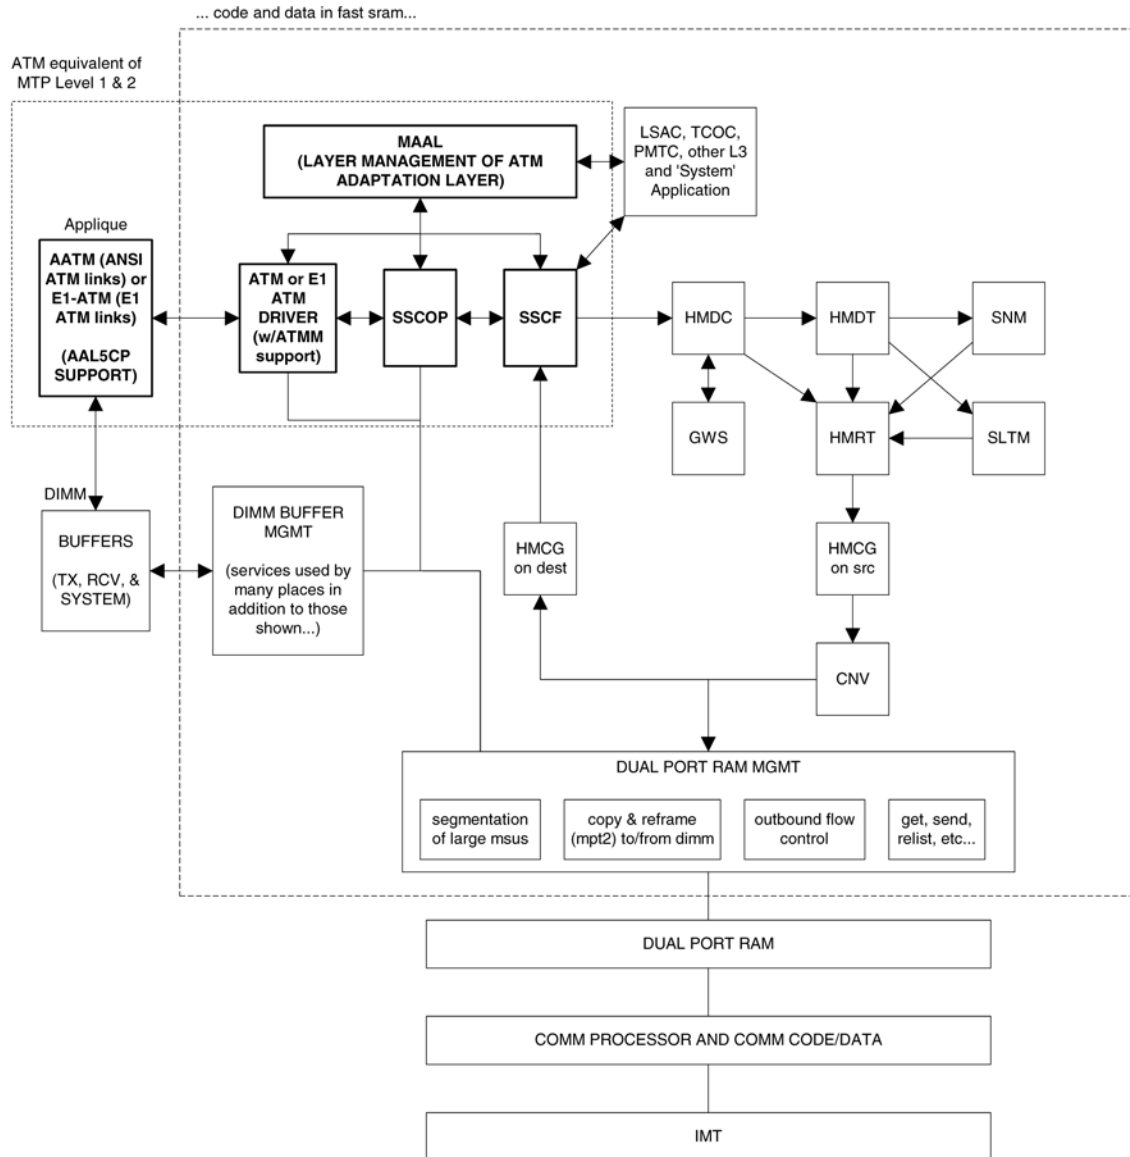 ... code and data in fast sram...
ATM equivalent of
MTP Level 1 & 2
MAAL
(LAYER MANAGEMENT OF ATM
ADAPTATION LAYER)
LSAC, TCOC,
PMTC, other L3
and 'System'
Application
Applique
AATM (ANSI
ATM links) or
E1-ATM (E1
ATM links)
(AAL5CP
SUPPORT)
ATM or E1
ATM
DRIVER
(w/ATMM
support)
SSCOP
SSCF
HMDC
HMDT
SNM
GWS
HMRT
SLTM
DIMM
BUFFERS
(TX, RCV, &
SYSTEM)
DIMM BUFFER
MGMT
(services used by
many places in
addition to those
shown...)
HMCG
on dest
HMCG
on src
CNV
DUAL PORT RAM MGMT
segmentation
of large msus
copy & reframe
(mpt2) to/from dimm
outbound flow
control
get, send,
relist, etc...
DUAL PORT RAM
COMM PROCESSOR AND COMM CODE/DATA
IMT